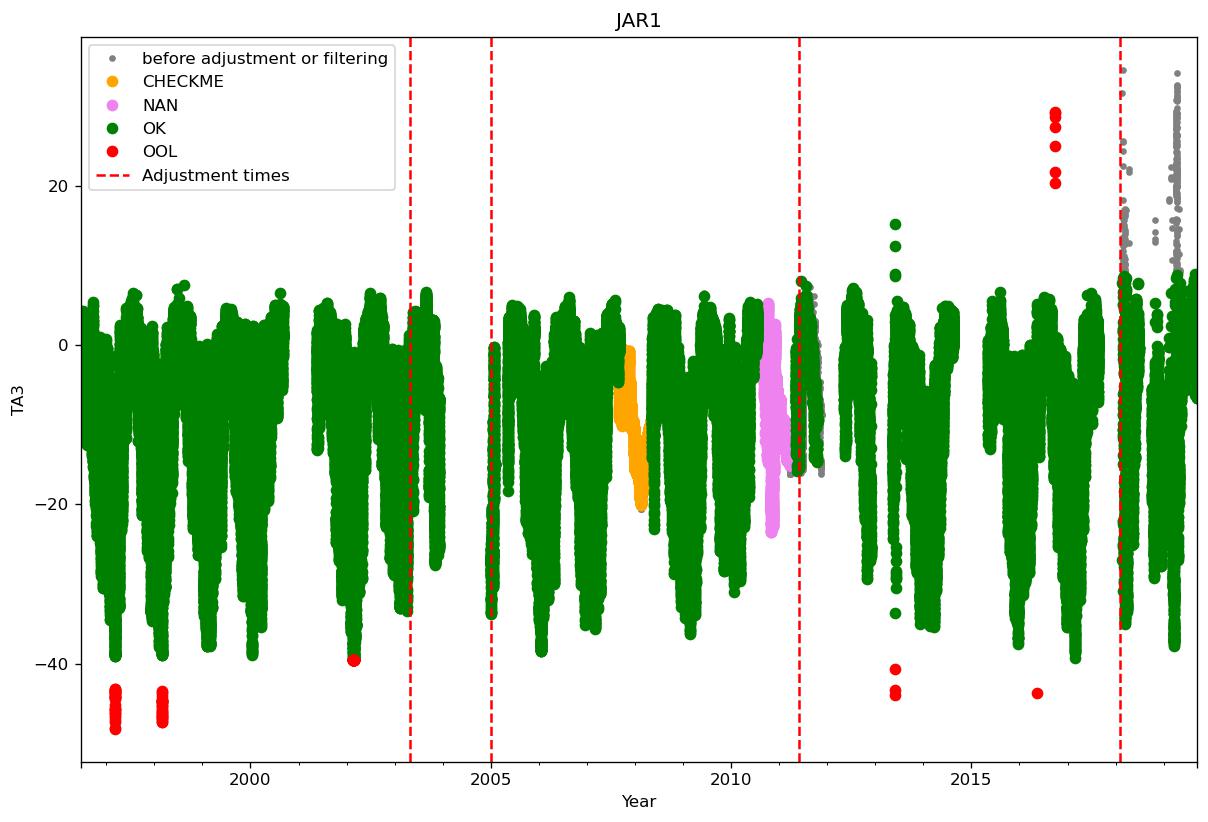 JAR1
before adjustment or filtering
CHECKME
NAN
OK
OOL
Adjustment times
20
0
−20
−40
TA3
2000
2005
2010
2015
Year